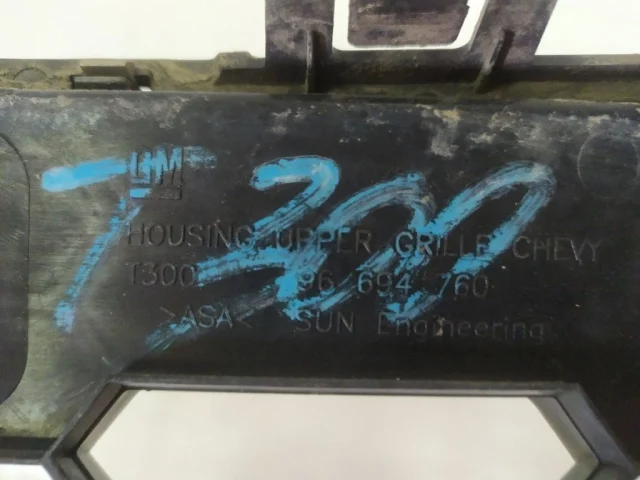 T300
GM
HOUSING UPPER GRILLE CHEVY
T300 96 694 760
>ASA< SUN Engineering